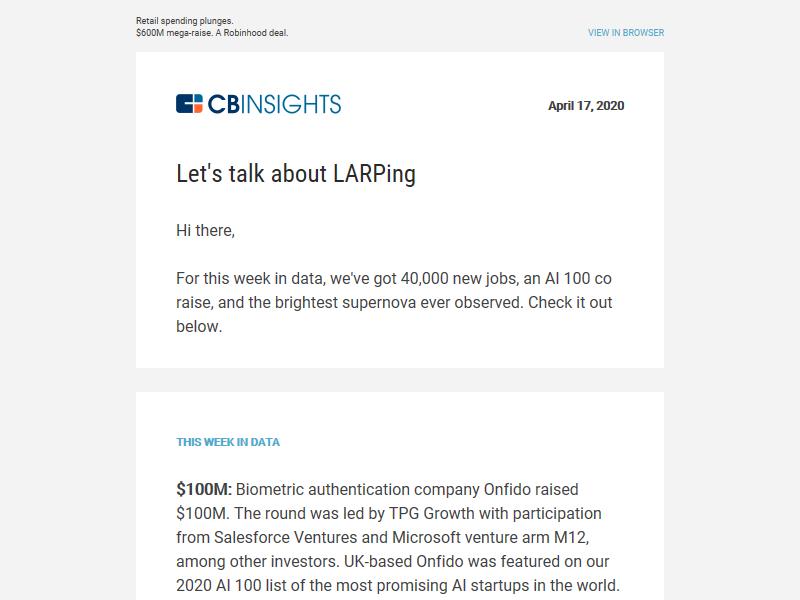 Retail spending plunges.
$600M mega-raise. A Robinhood deal.
VIEW IN BROWSER
CBINSIGHTS
April 17, 2020
Let's talk about LARPing
Hi there,
For this week in data, we've got 40,000 new jobs, an AI 100 co
raise, and the brightest supernova ever observed. Check it out
below.
THIS WEEK IN DATA
$100M: Biometric authentication company Onfido raised
$100M. The round was led by TPG Growth with participation
from Salesforce Ventures and Microsoft venture arm M12,
among other investors. UK-based Onfido was featured on our
2020 AI 100 list of the most promising AI startups in the world.